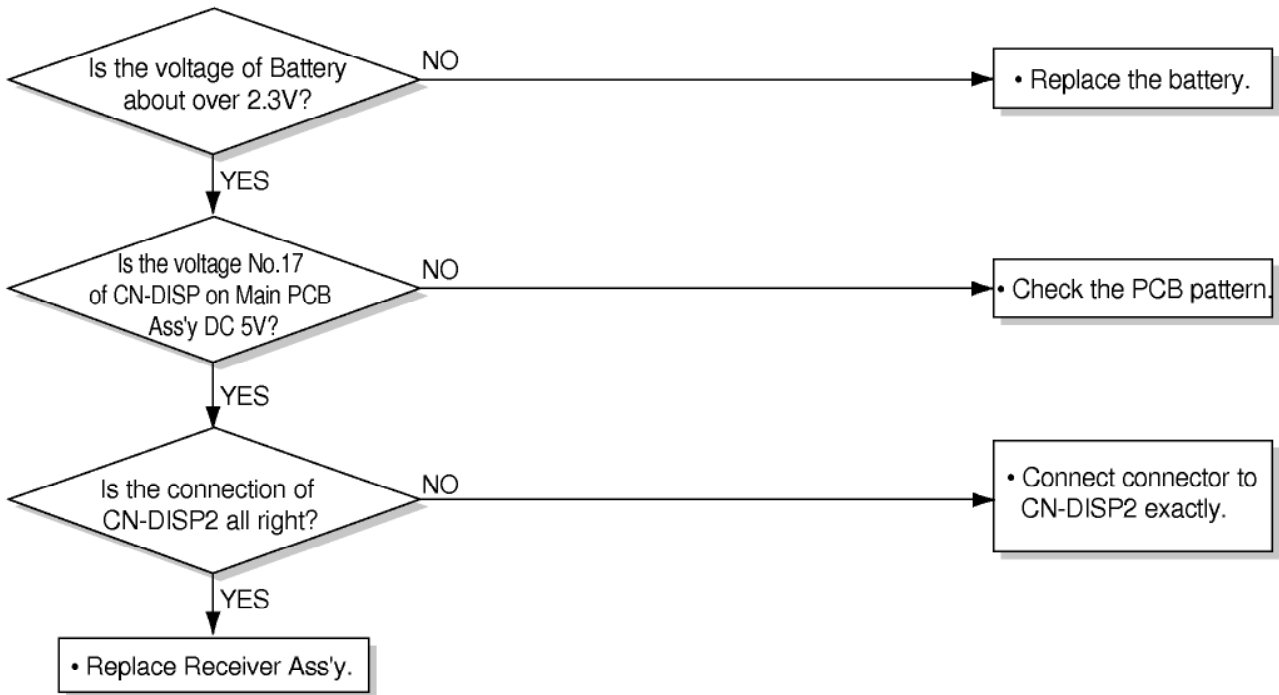 Is the voltage of Battery
about over 2.3V?
NO
• Replace the battery.
YES
Is the voltage No.17
of CN-DISP on Main PCB
Ass'y DC 5V?
NO
• Check the PCB pattern.
YES
Is the connection of
CN-DISP2 all right?
NO
• Connect connector to
CN-DISP2 exactly.
YES
• Replace Receiver Ass'y.